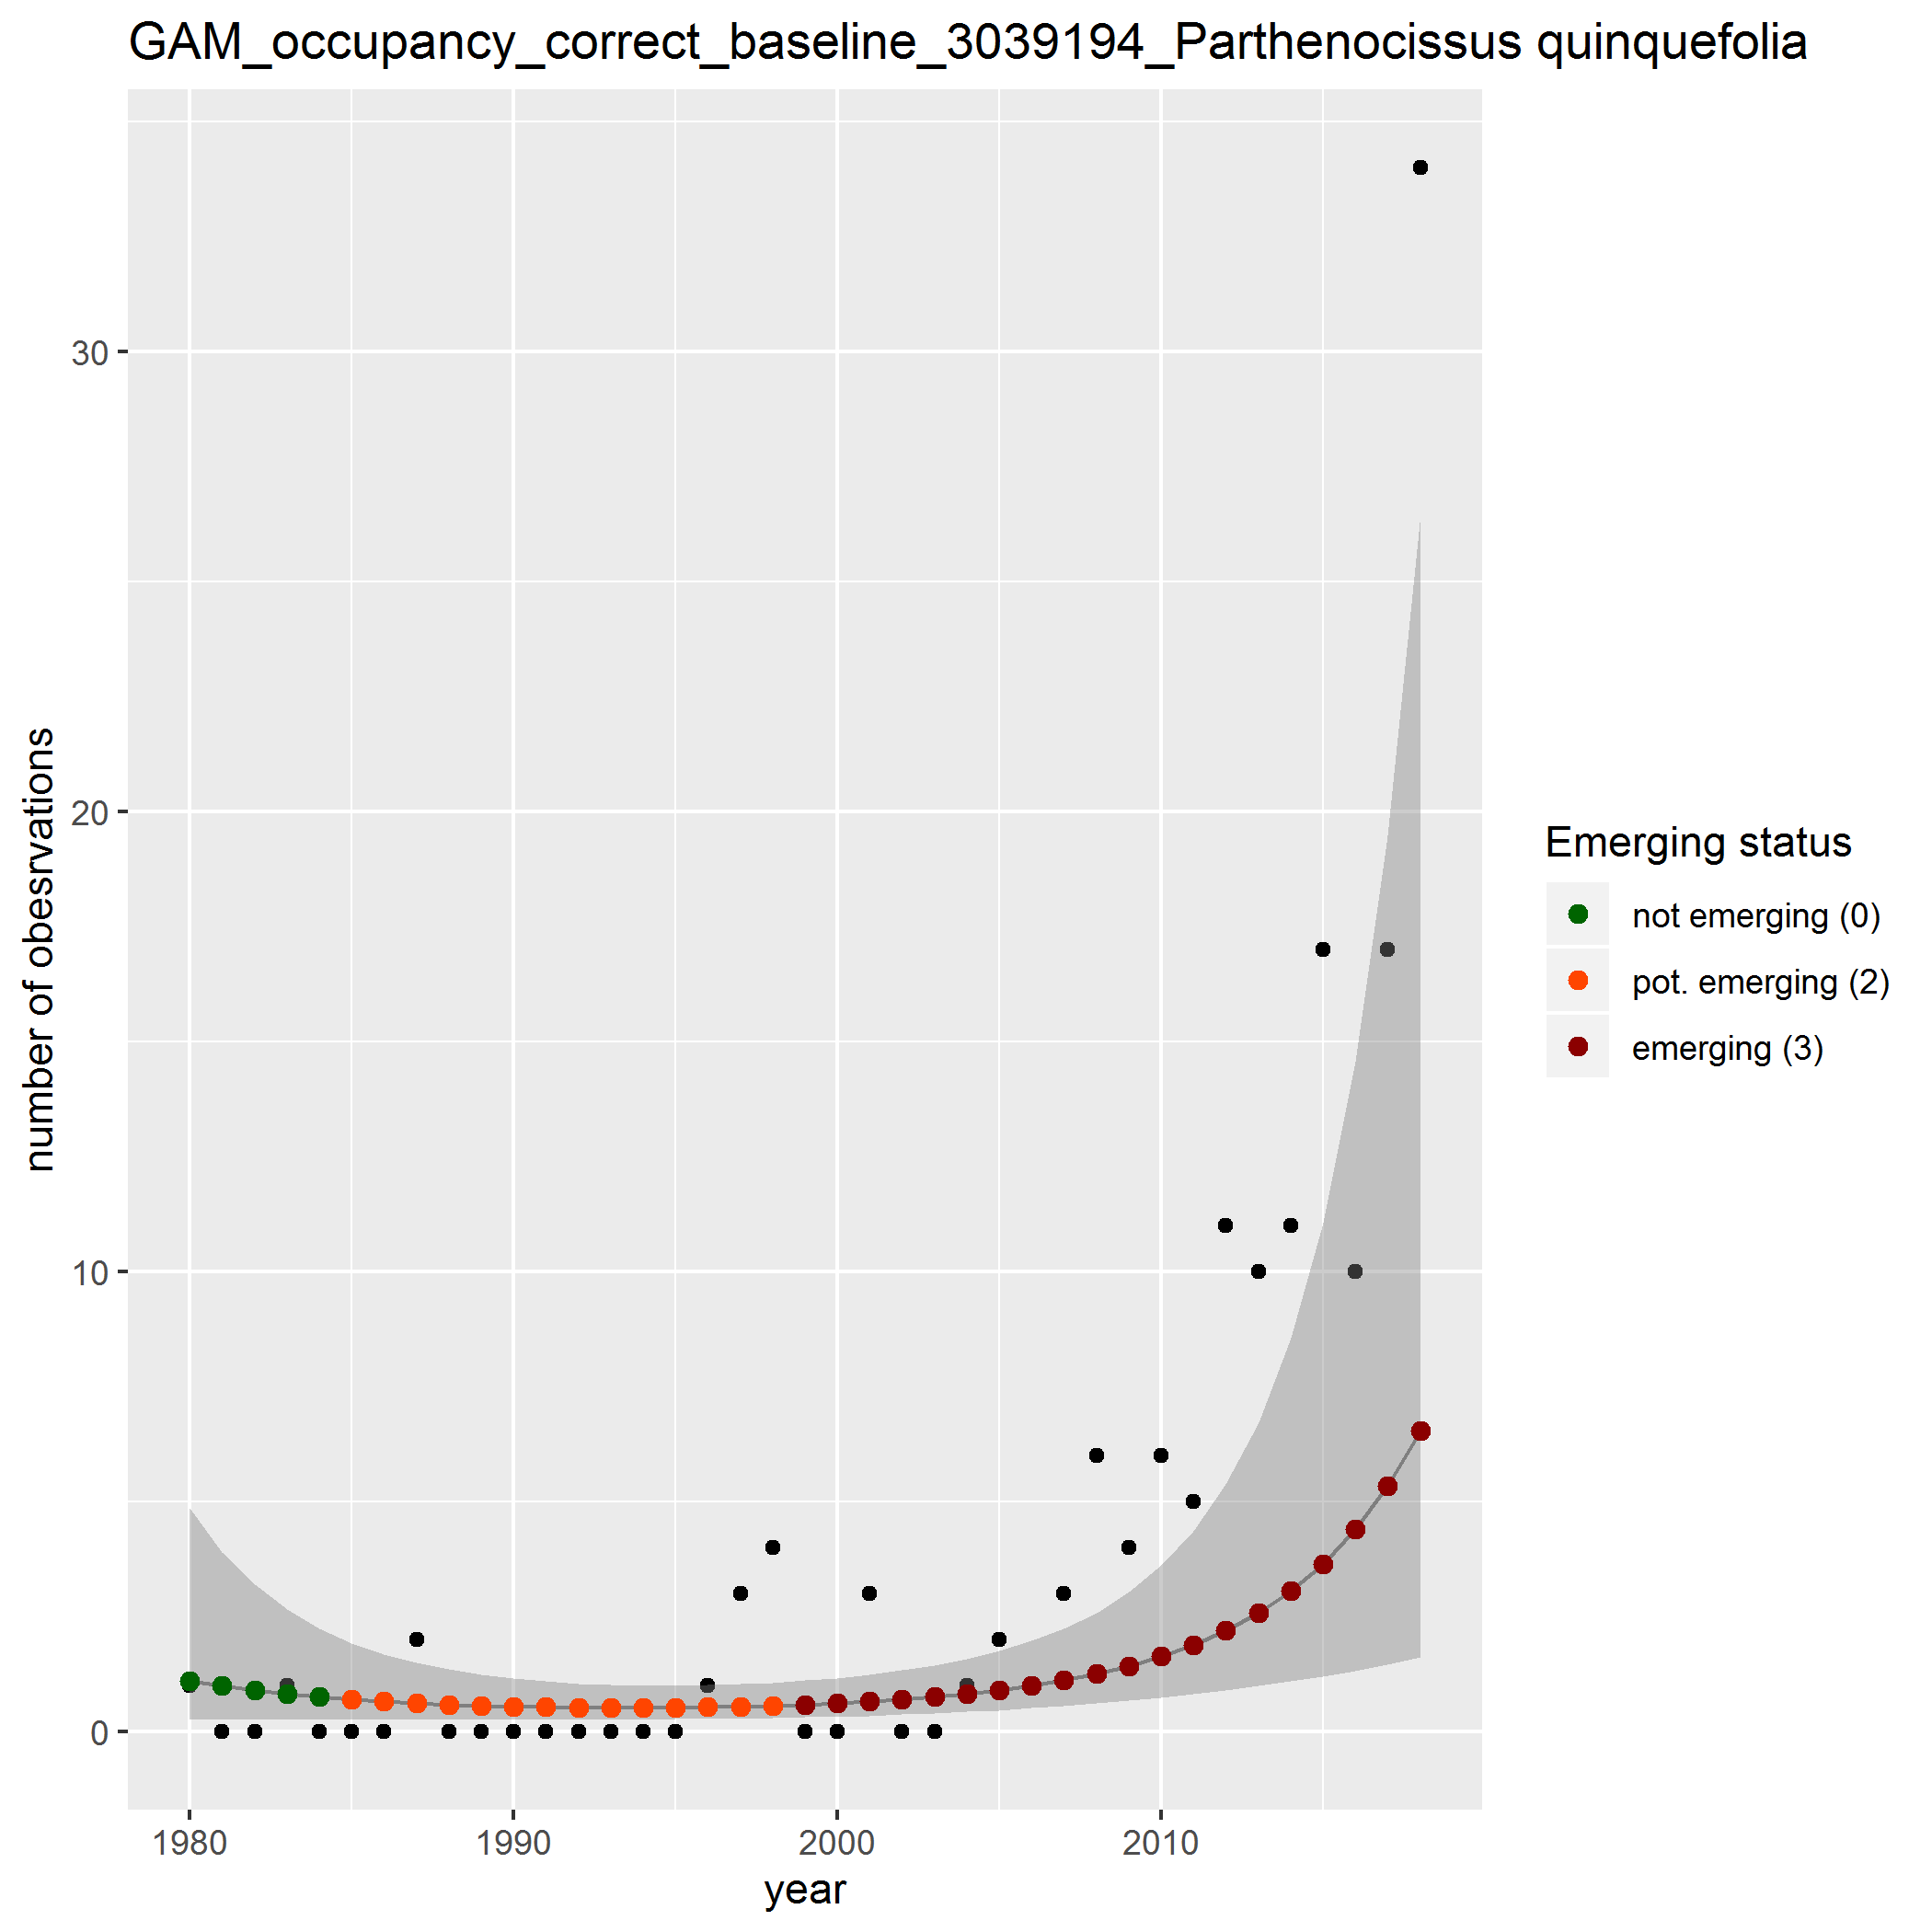 GAM_occupancy_correct_baseline_3039194_Parthenocissus quinquefolia
number of obesrvations
30
20
10
0
1980 1990 2000 2010
year
Emerging status
not emerging (0)
pot. emerging (2)
emerging (3)